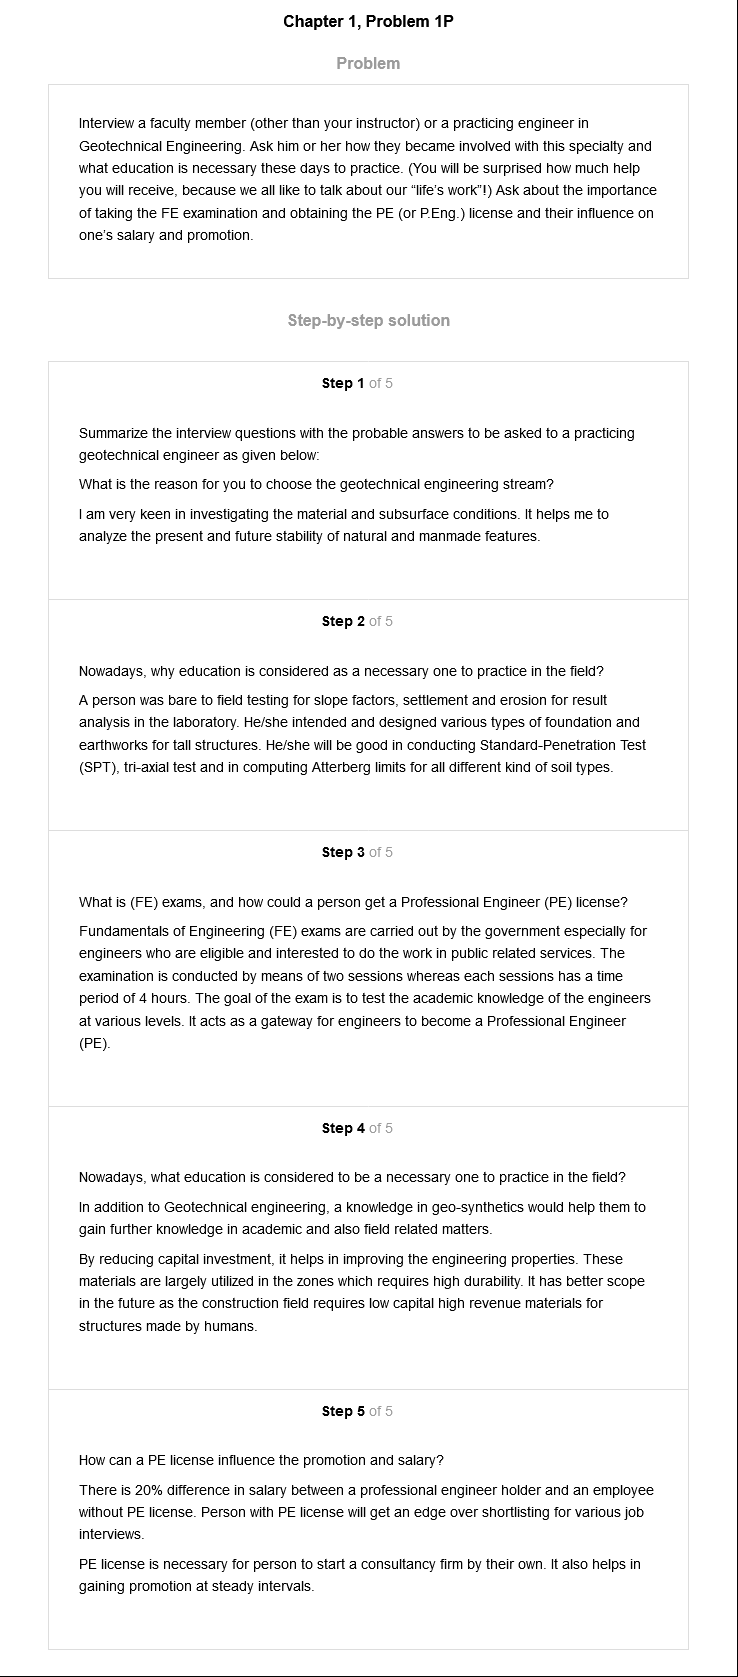 Chapter 1, Problem 1P
Problem
Interview a faculty member (other than your instructor) or a practicing engineer in
Geotechnical Engineering. Ask him or her how they became involved with this specialty and
what education is necessary these days to practice. (You will be surprised how much help
you will receive, because we all like to talk about our “life’s work”!) Ask about the importance
of taking the FE examination and obtaining the PE (or P.Eng.) license and their influence on
one’s salary and promotion.
Step-by-step solution
Step 1 of 5
Summarize the interview questions with the probable answers to be asked to a practicing
geotechnical engineer as given below:
What is the reason for you to choose the geotechnical engineering stream?
I am very keen in investigating the material and subsurface conditions. It helps me to
analyze the present and future stability of natural and manmade features.
Step 2 of 5
Nowadays, why education is considered as a necessary one to practice in the field?
A person was bare to field testing for slope factors, settlement and erosion for result
analysis in the laboratory. He/she intended and designed various types of foundation and
earthworks for tall structures. He/she will be good in conducting Standard-Penetration Test
(SPT), tri-axial test and in computing Atterberg limits for all different kind of soil types.
Step 3 of 5
What is (FE) exams, and how could a person get a Professional Engineer (PE) license?
Fundamentals of Engineering (FE) exams are carried out by the government especially for
engineers who are eligible and interested to do the work in public related services. The
examination is conducted by means of two sessions whereas each sessions has a time
period of 4 hours. The goal of the exam is to test the academic knowledge of the engineers
at various levels. It acts as a gateway for engineers to become a Professional Engineer
(PE).
Step 4 of 5
Nowadays, what education is considered to be a necessary one to practice in the field?
In addition to Geotechnical engineering, a knowledge in geo-synthetics would help them to
gain further knowledge in academic and also field related matters.
By reducing capital investment, it helps in improving the engineering properties. These
materials are largely utilized in the zones which requires high durability. It has better scope
in the future as the construction field requires low capital high revenue materials for
structures made by humans.
Step 5 of 5
How can a PE license influence the promotion and salary?
There is 20% difference in salary between a professional engineer holder and an employee
without PE license. Person with PE license will get an edge over shortlisting for various job
interviews.
PE license is necessary for person to start a consultancy firm by their own. It also helps in
gaining promotion at steady intervals.